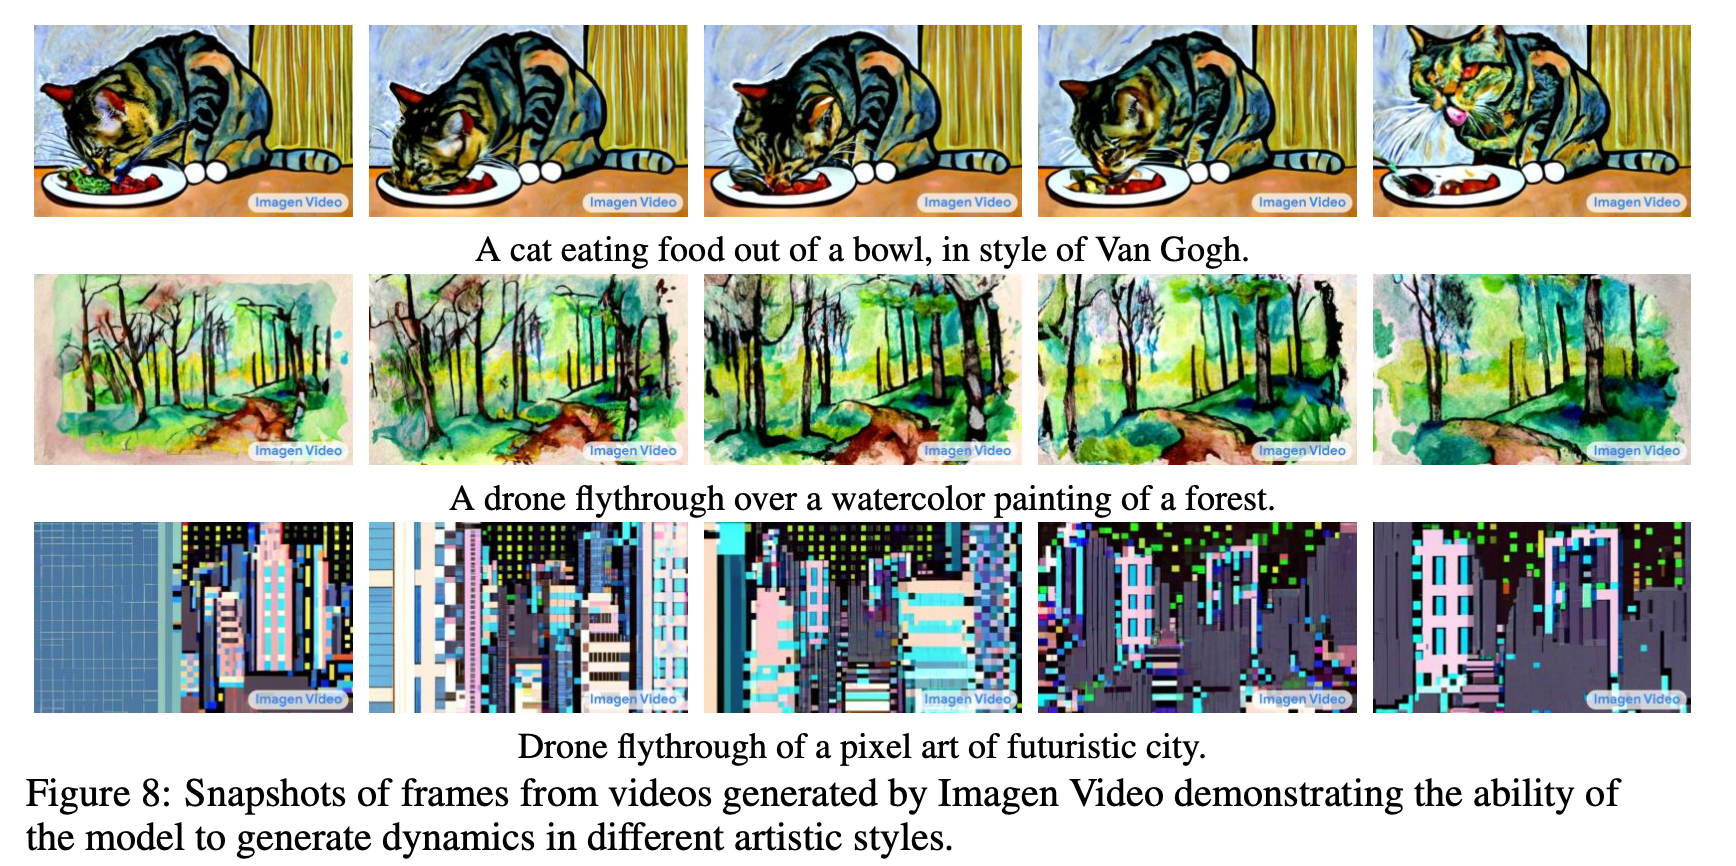 Imagen Video Imagen Video Imagen Video Imagen Video Imagen Video
A cat eating food out of a bowl, in style of Van Gogh.
Imagen Video Imagen Video Imagen Video Imagen Video Imagen Video
A drone flythrough over a watercolor painting of a forest.
Imagen Video Imagen Video Imagen Video Imagen Video Imagen Video
Drone flythrough of a pixel art of futuristic city.
Figure 8: Snapshots of frames from videos generated by Imagen Video demonstrating the ability of
the model to generate dynamics in different artistic styles.